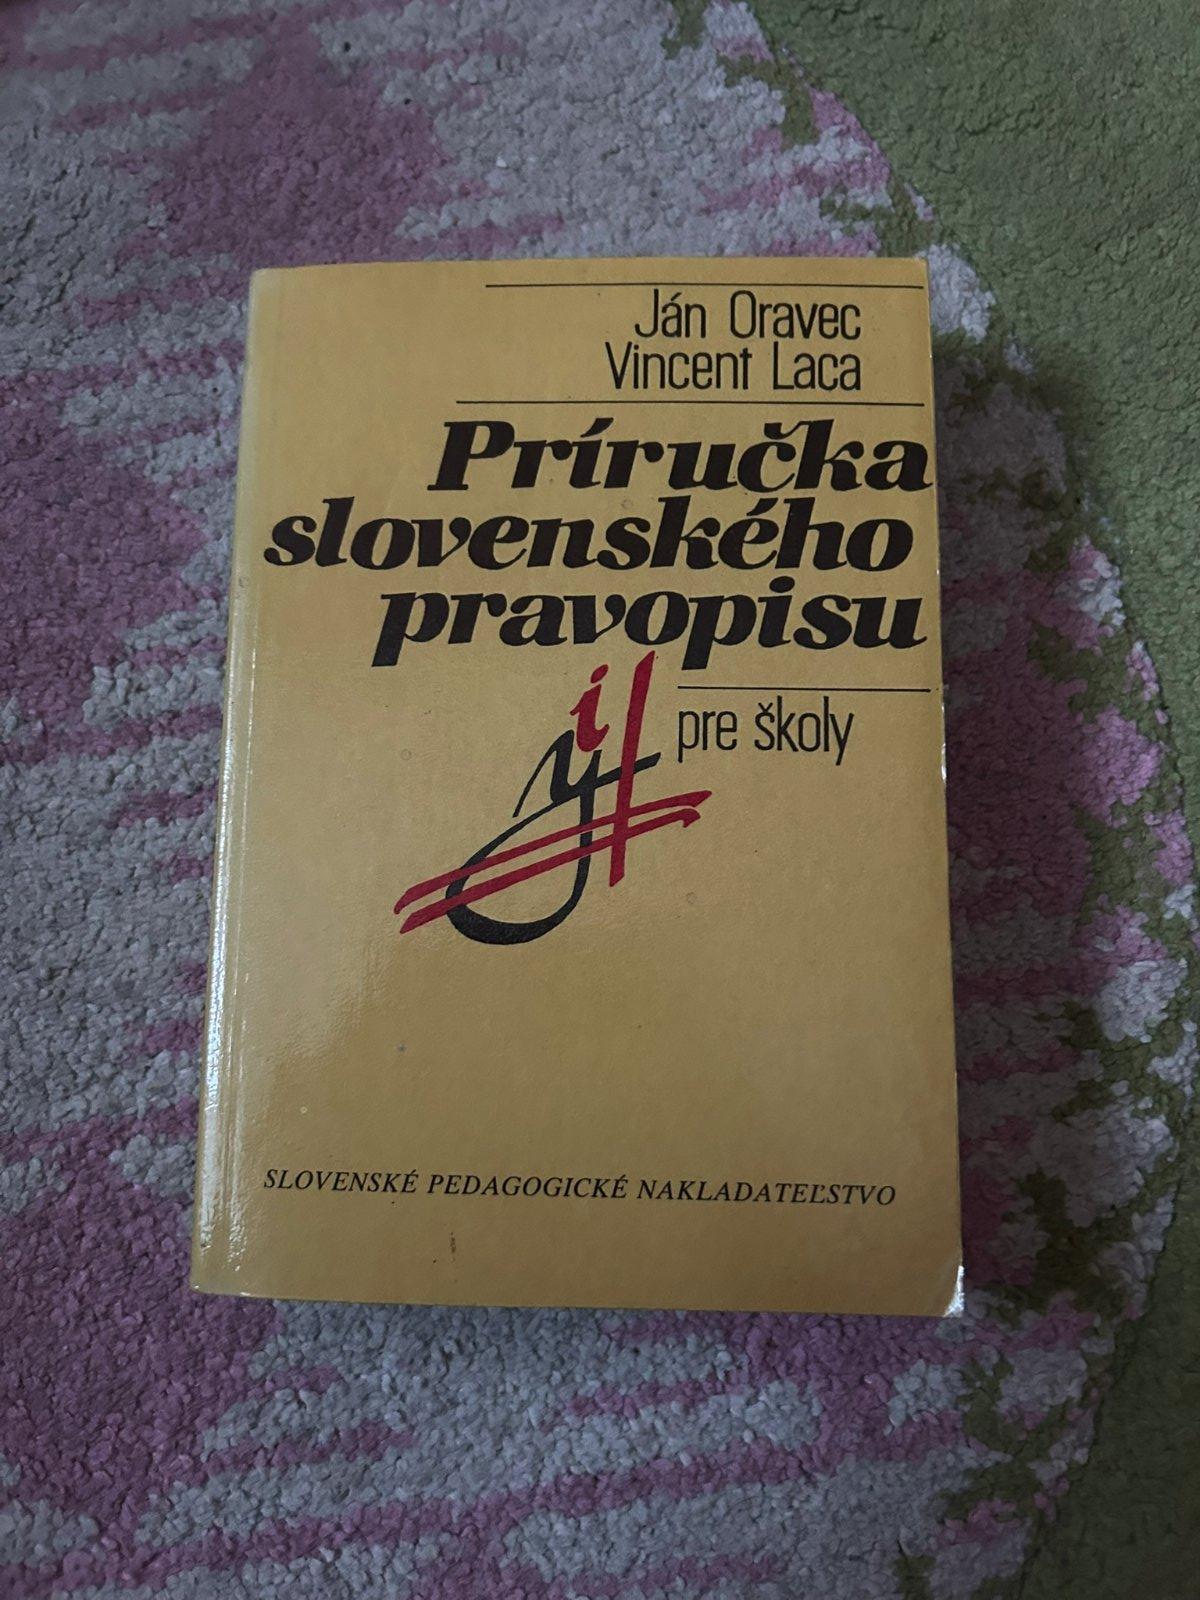 Ján Oravec
Vincent Laca
Príručka
slovenského
pravopisu
i
y
pre školy
SLOVENSKÉ PEDAGOGICKÉ NAKLADATEĽSTVO